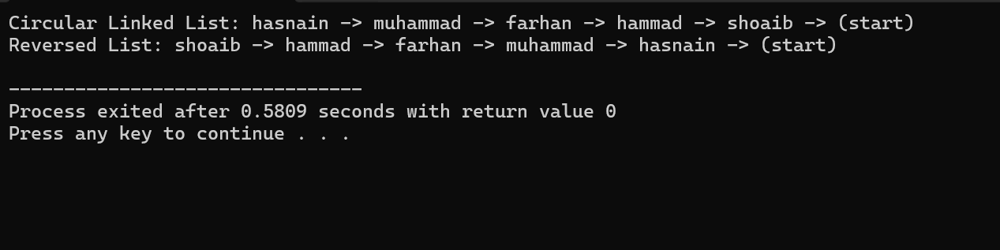 Circular Linked List: hasnain -> muhammad -> farhan -> hammad -> shoaib -> (start)
Reversed List: shoaib -> hammad -> farhan -> muhammad -> hasnain -> (start)
--------------------------------
Process exited after 0.5809 seconds with return value 0
Press any key to continue . . .